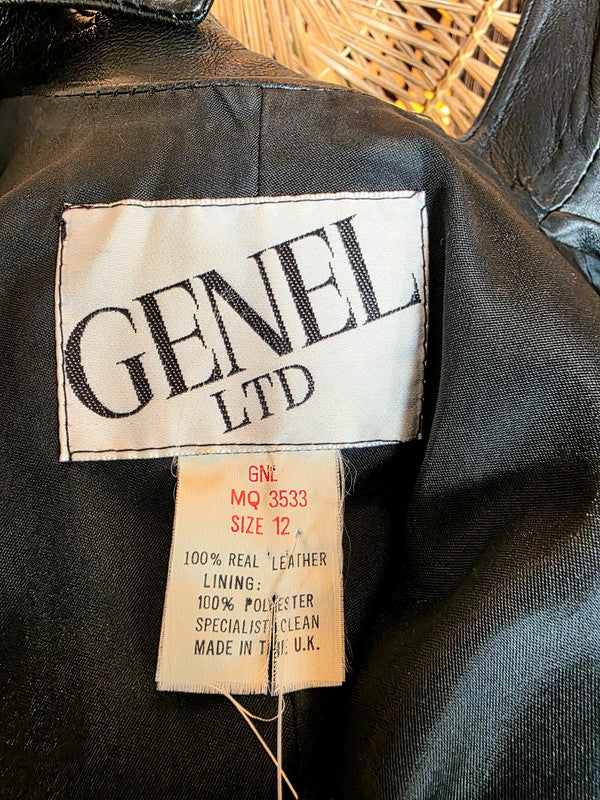 GENEL
LTD
GNL
MQ 3533
SIZE 12
100% REAL LEATHER
LINING:
100% POLYESTER
SPECIALIST CLEAN
MADE IN THE U.K.